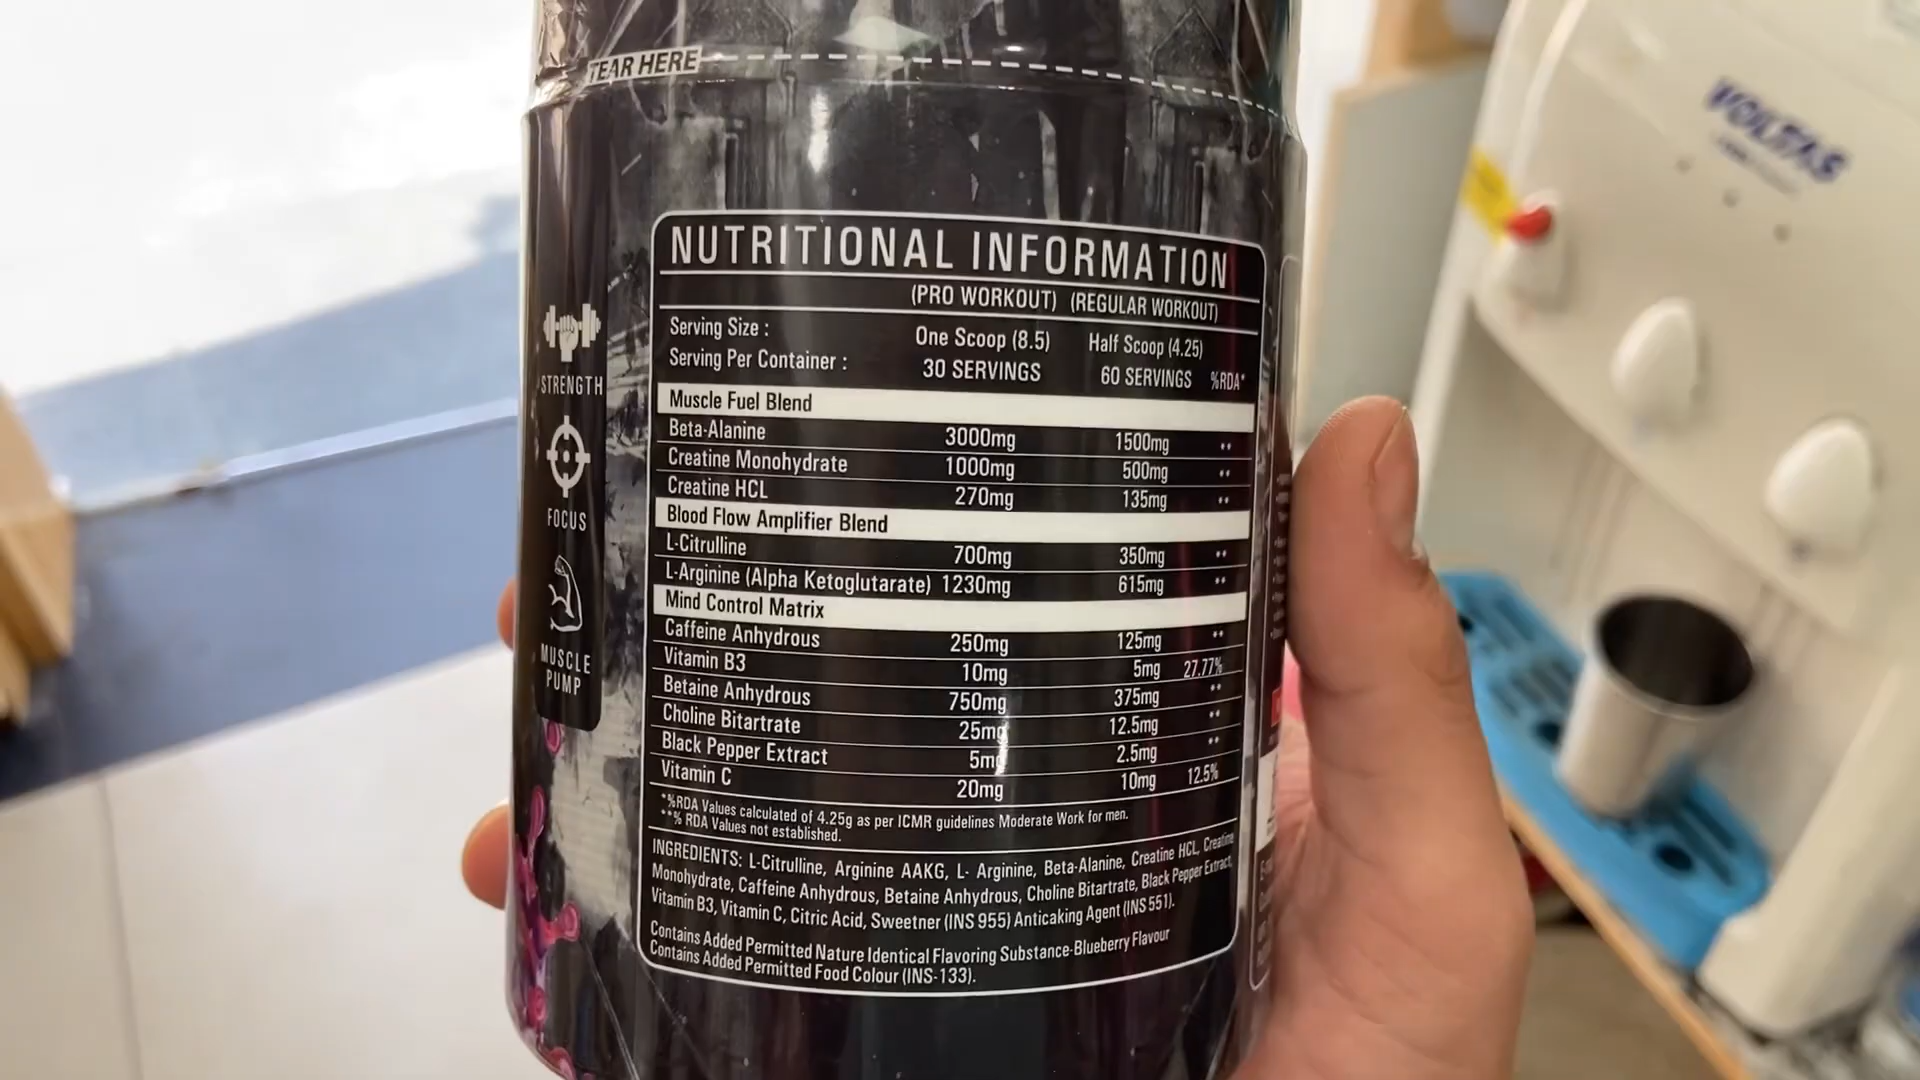 TEAR HERE
VOLTAS
STRENGTH
FOCUS
MUSCLE
PUMP
NUTRITIONAL INFORMATION
(PRO WORKOUT) (REGULAR WORKOUT)
Serving Size : One Scoop (8.5) Half Scoop (4.25)
Serving Per Container : 30 SERVINGS 60 SERVINGS %RDA*
Muscle Fuel Blend
Beta-Alanine 3000mg 1500mg **
Creatine Monohydrate 1000mg 500mg **
Creatine HCL 270mg 135mg **
Blood Flow Amplifier Blend
L-Citrulline 700mg 350mg **
L-Arginine (Alpha Ketoglutarate) 1230mg 615mg **
Mind Control Matrix
Caffeine Anhydrous 250mg 125mg **
Vitamin B3 10mg 5mg 27.77%
Betaine Anhydrous 750mg 375mg **
Choline Bitartrate 25mg 12.5mg **
Black Pepper Extract 5mg 2.5mg **
Vitamin C 20mg 10mg 12.5%
*%RDA Values calculated of 4.25g as per ICMR guidelines Moderate Work for men.
**% RDA Values not established.
INGREDIENTS: L-Citrulline, Arginine AAKG, L- Arginine, Beta-Alanine, Creatine HCL, Creatine
Monohydrate, Caffeine Anhydrous, Betaine Anhydrous, Choline Bitartrate, Black Pepper Extract,
Vitamin B3, Vitamin C, Citric Acid, Sweetner (INS 955) Anticaking Agent (INS 551).
Contains Added Permitted Nature Identical Flavoring Substance-Blueberry Flavour
Contains Added Permitted Food Colour (INS-133).